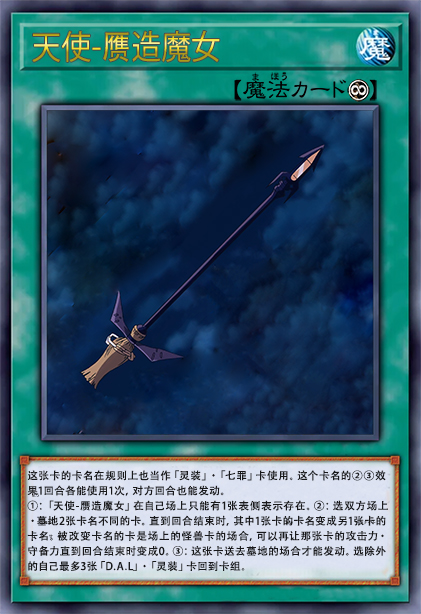 天使-赝造魔女
魔
【魔法カード♾】
まほう
这张卡的卡名在规则上也当作「灵装」·「七罪」卡使用。这个卡名的②③效
果1回合各能使用1次，对方回合也能发动。
①：「天使-赝造魔女」在自己场上只能有1张表侧表示存在。②：选双方场上
·墓地2张卡名不同的卡。直到回合结束时，其中1张卡的卡名变成另1张卡的
卡名。被改变卡名的卡是场上的怪兽卡的场合，可以再让那张卡的攻击力·
守备力直到回合结束时变成0。③：这张卡送去墓地的场合才能发动。选除外
的自己最多3张「D.A.L」·「灵装」卡回到卡组。